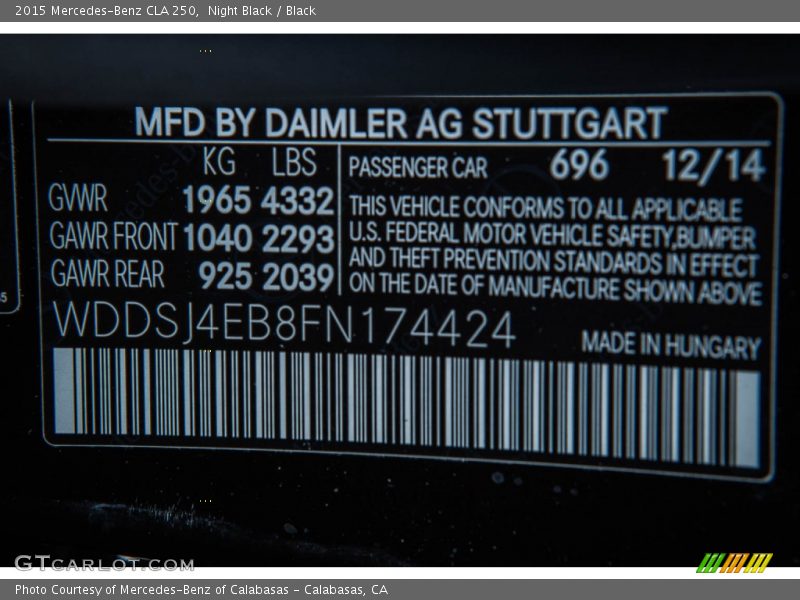 2015 Mercedes-Benz CLA 250,  Night Black / Black
MFD BY DAIMLER AG STUTTGART
KG LBS
GVWR 1965 4332
GAWR FRONT 1040 2293
GAWR REAR 925 2039
PASSENGER CAR 696 12/14
THIS VEHICLE CONFORMS TO ALL APPLICABLE
U.S. FEDERAL MOTOR VEHICLE SAFETY,BUMPER
AND THEFT PREVENTION STANDARDS IN EFFECT
ON THE DATE OF MANUFACTURE SHOWN ABOVE
WDDSJ4EB8FN174424
MADE IN HUNGARY
GTCARLOT.COM
Photo Courtesy of Mercedes-Benz of Calabasas - Calabasas, CA